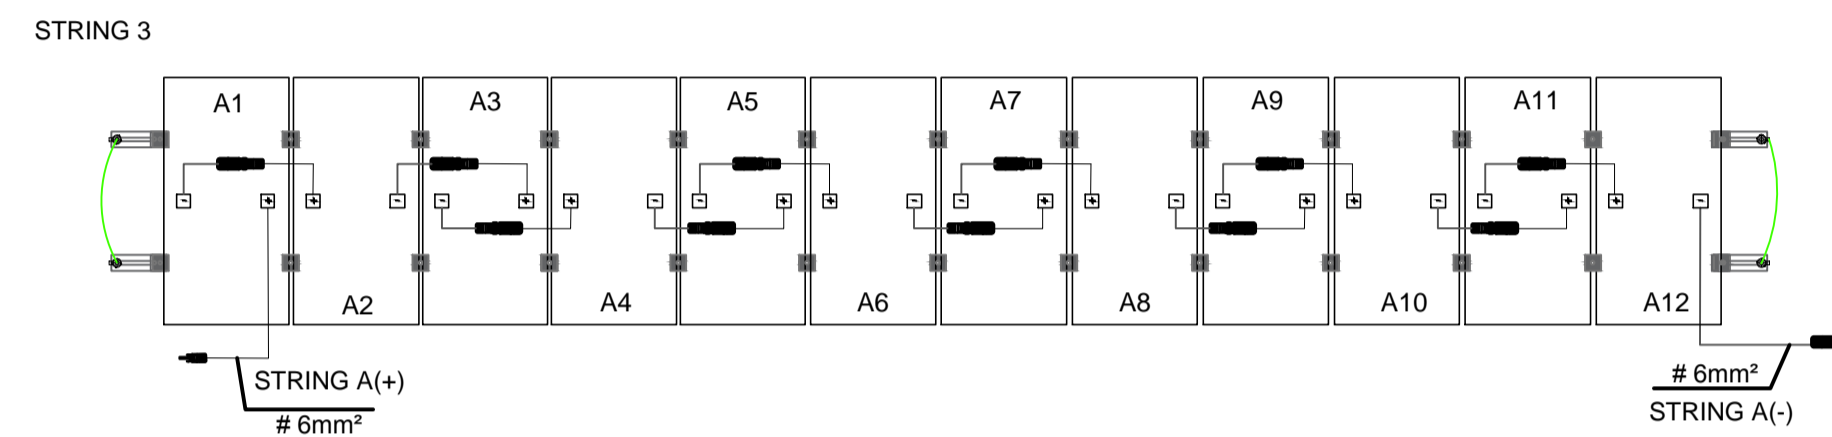 STRING 3
A1
A3
A5
A7
A9
A11
- + + - - + + - - + + - - + + - - + + - - + + -
A2
A4
A6
A8
A10
A12
STRING A(+)
# 6mm²
# 6mm²
STRING A(-)